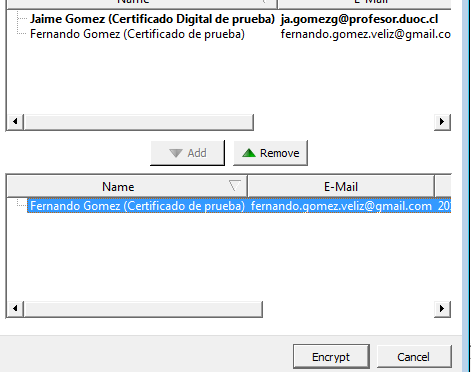 Name E-Mail
Jaime Gomez (Certificado Digital de prueba) ja.gomezg@profesor.duoc.cl
Fernando Gomez (Certificado de prueba) fernando.gomez.veliz@gmail.co
Add Remove
Name E-Mail
Fernando Gomez (Certificado de prueba) fernando.gomez.veliz@gmail.com 20
Encrypt Cancel